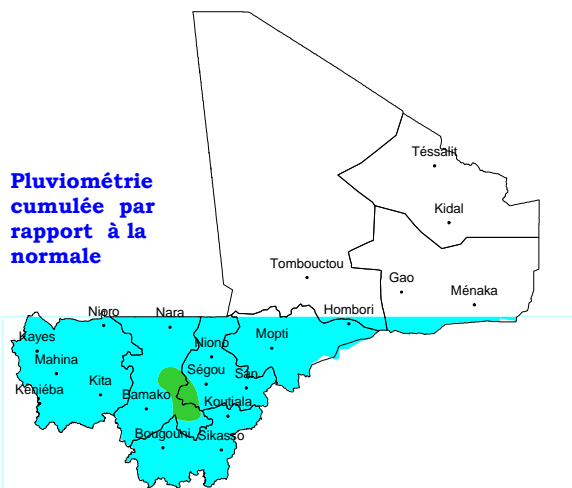 Pluviométrie
cumulée par
rapport à la
normale
Téssalit
Kidal
Tombouctou
Gao
Ménaka
Hombori
Nioro
Nara
Kayes
Niono
Mopti
Mahina
Ségou
San
Kéniéba
Kita
Bamako
Koutiala
Bougouni
Sikasso